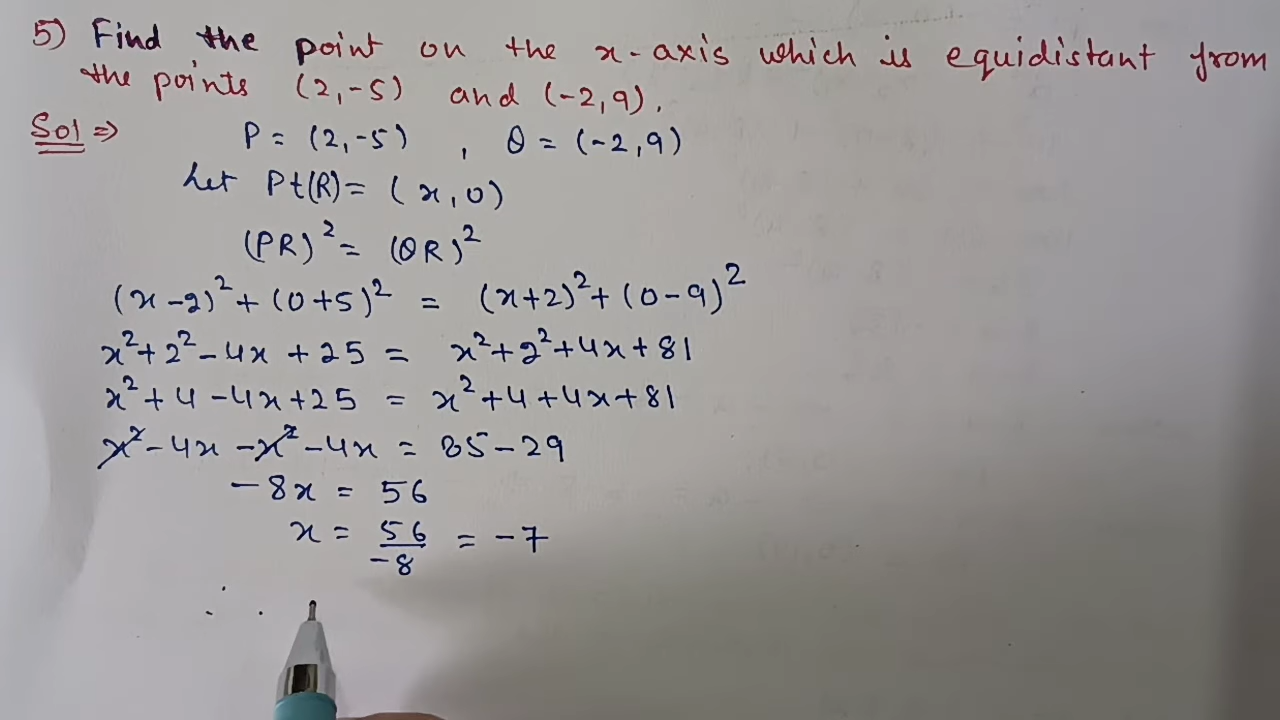 5) Find the point on the x-axis which is equidistant from
the points (2,-5) and (-2,9).
Sol ⇒ P = (2,-5) , Q = (-2,9)
Let Pt(R) = (x,0)
(PR)² = (QR)²
(x-2)² + (0+5)² = (x+2)² + (0-9)²
x² + 2² - 4x + 25 = x² + 2² + 4x + 81
x² + 4 - 4x + 25 = x² + 4 + 4x + 81
x² - 4x - x² - 4x = 85 - 29
-8x = 56
x = 56/-8 = -7
∴